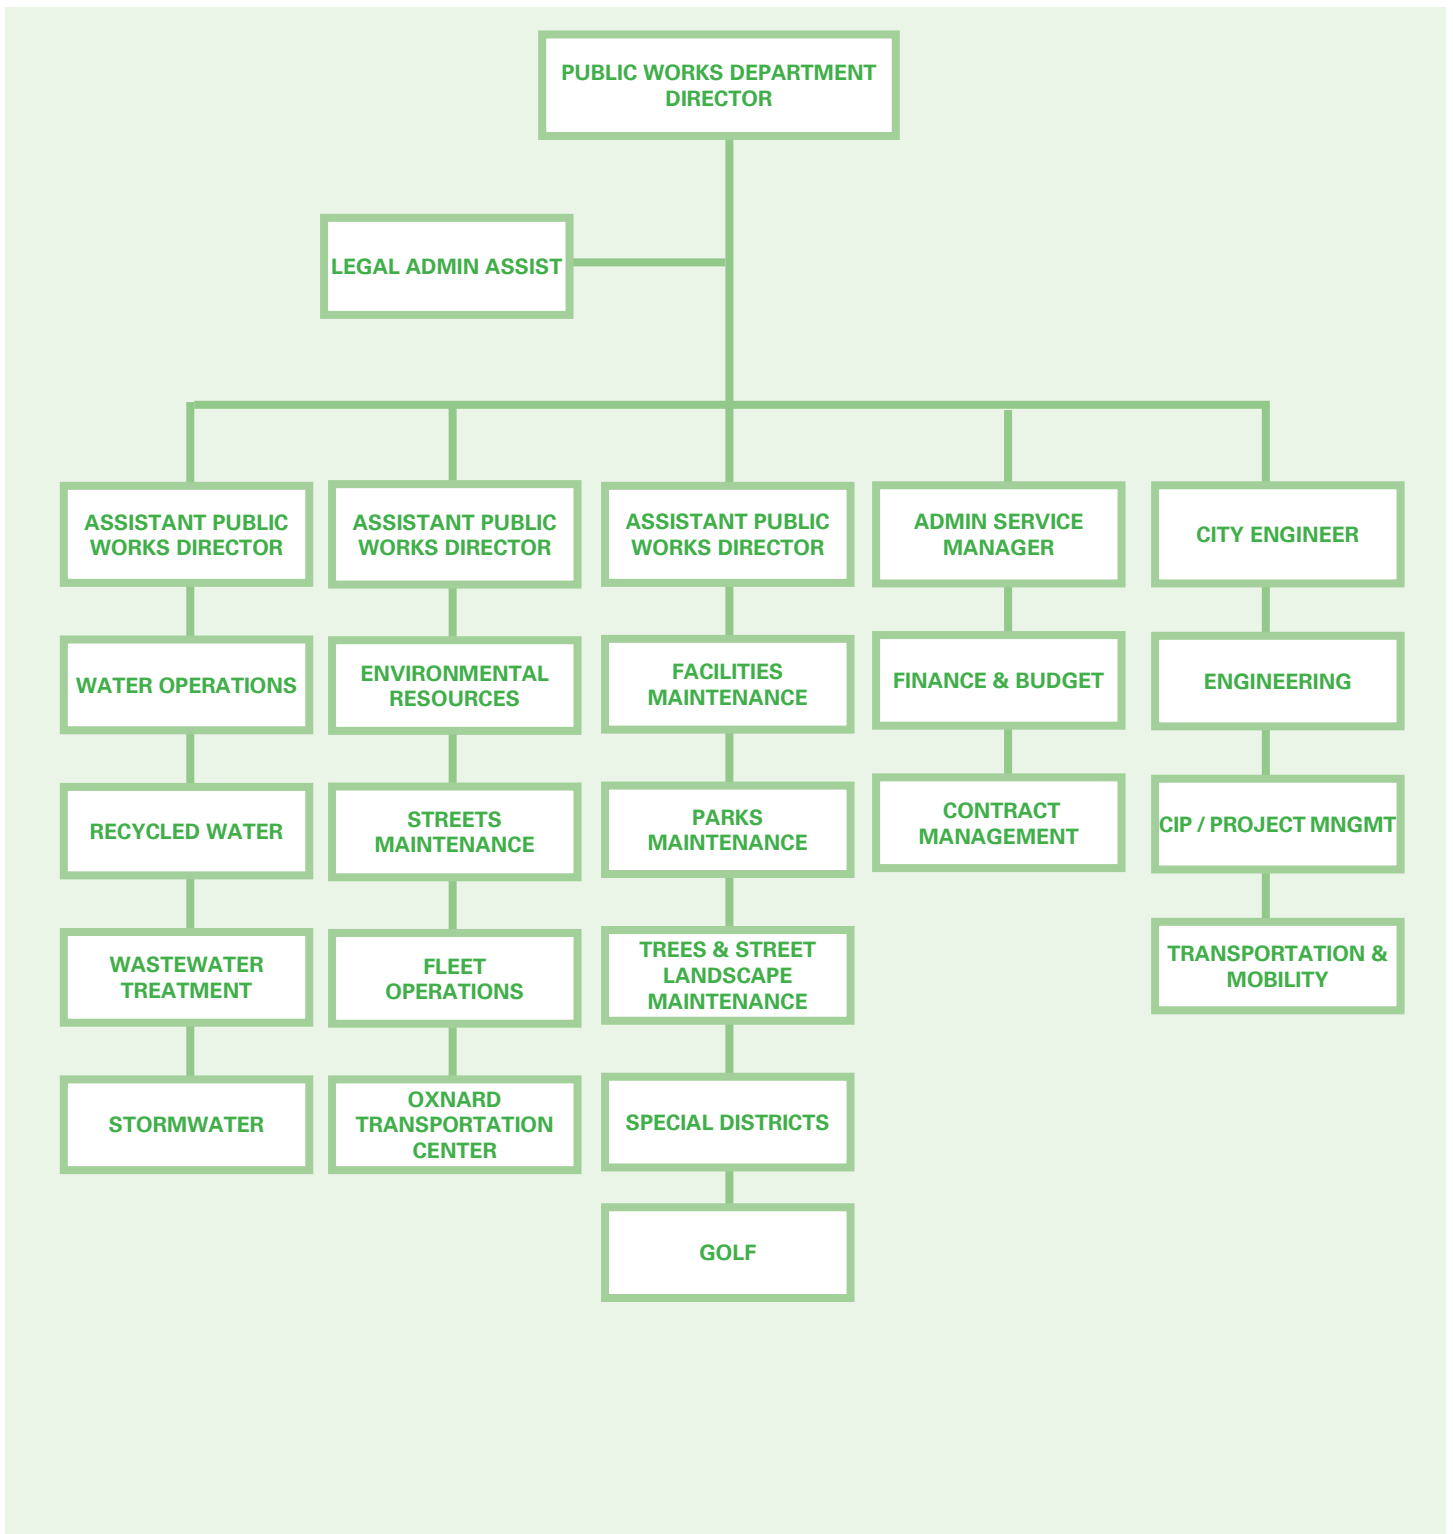 PUBLIC WORKS DEPARTMENT
DIRECTOR
LEGAL ADMIN ASSIST
ASSISTANT PUBLIC
WORKS DIRECTOR
WATER OPERATIONS
RECYCLED WATER
WASTEWATER
TREATMENT
STORMWATER
ASSISTANT PUBLIC
WORKS DIRECTOR
ENVIRONMENTAL
RESOURCES
STREETS
MAINTENANCE
FLEET
OPERATIONS
OXNARD
TRANSPORTATION
CENTER
ASSISTANT PUBLIC
WORKS DIRECTOR
FACILITIES
MAINTENANCE
PARKS
MAINTENANCE
TREES & STREET
LANDSCAPE
MAINTENANCE
SPECIAL DISTRICTS
GOLF
ADMIN SERVICE
MANAGER
FINANCE & BUDGET
CONTRACT
MANAGEMENT
CITY ENGINEER
ENGINEERING
CIP / PROJECT MNGMT
TRANSPORTATION &
MOBILITY